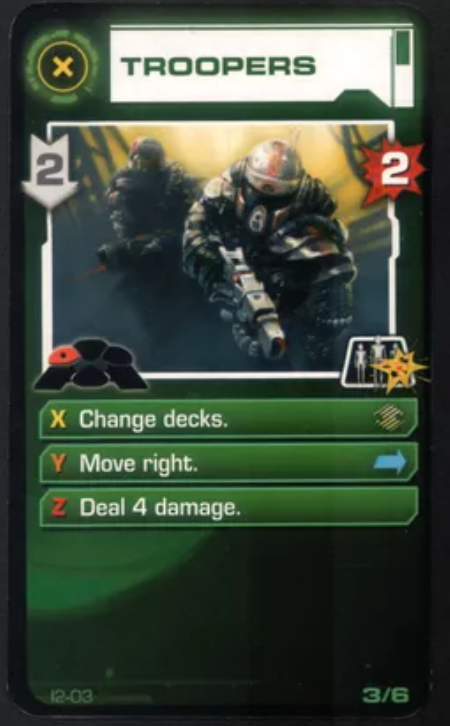 X TROOPERS
2 2
X Change decks.
Y Move right.
Z Deal 4 damage.
I2-03 3/6